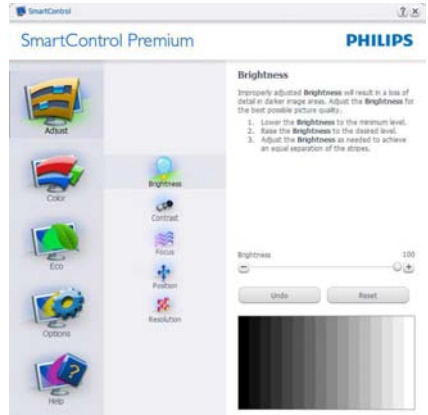 SmartControl
SmartControl Premium
PHILIPS
Adjust
Color
Eco
Options
Help
Brightness
Contrast
Focus
Position
Resolution
Brightness
Improperly adjusted Brightness will result in a loss of
detail in darker image areas. Adjust the Brightness for
the best possible picture quality.
1. Lower the Brightness to the minimum level.
2. Raise the Brightness to the desired level.
3. Adjust the Brightness as needed to achieve
an equal separation of the stripes.
Brightness 100
Undo Reset